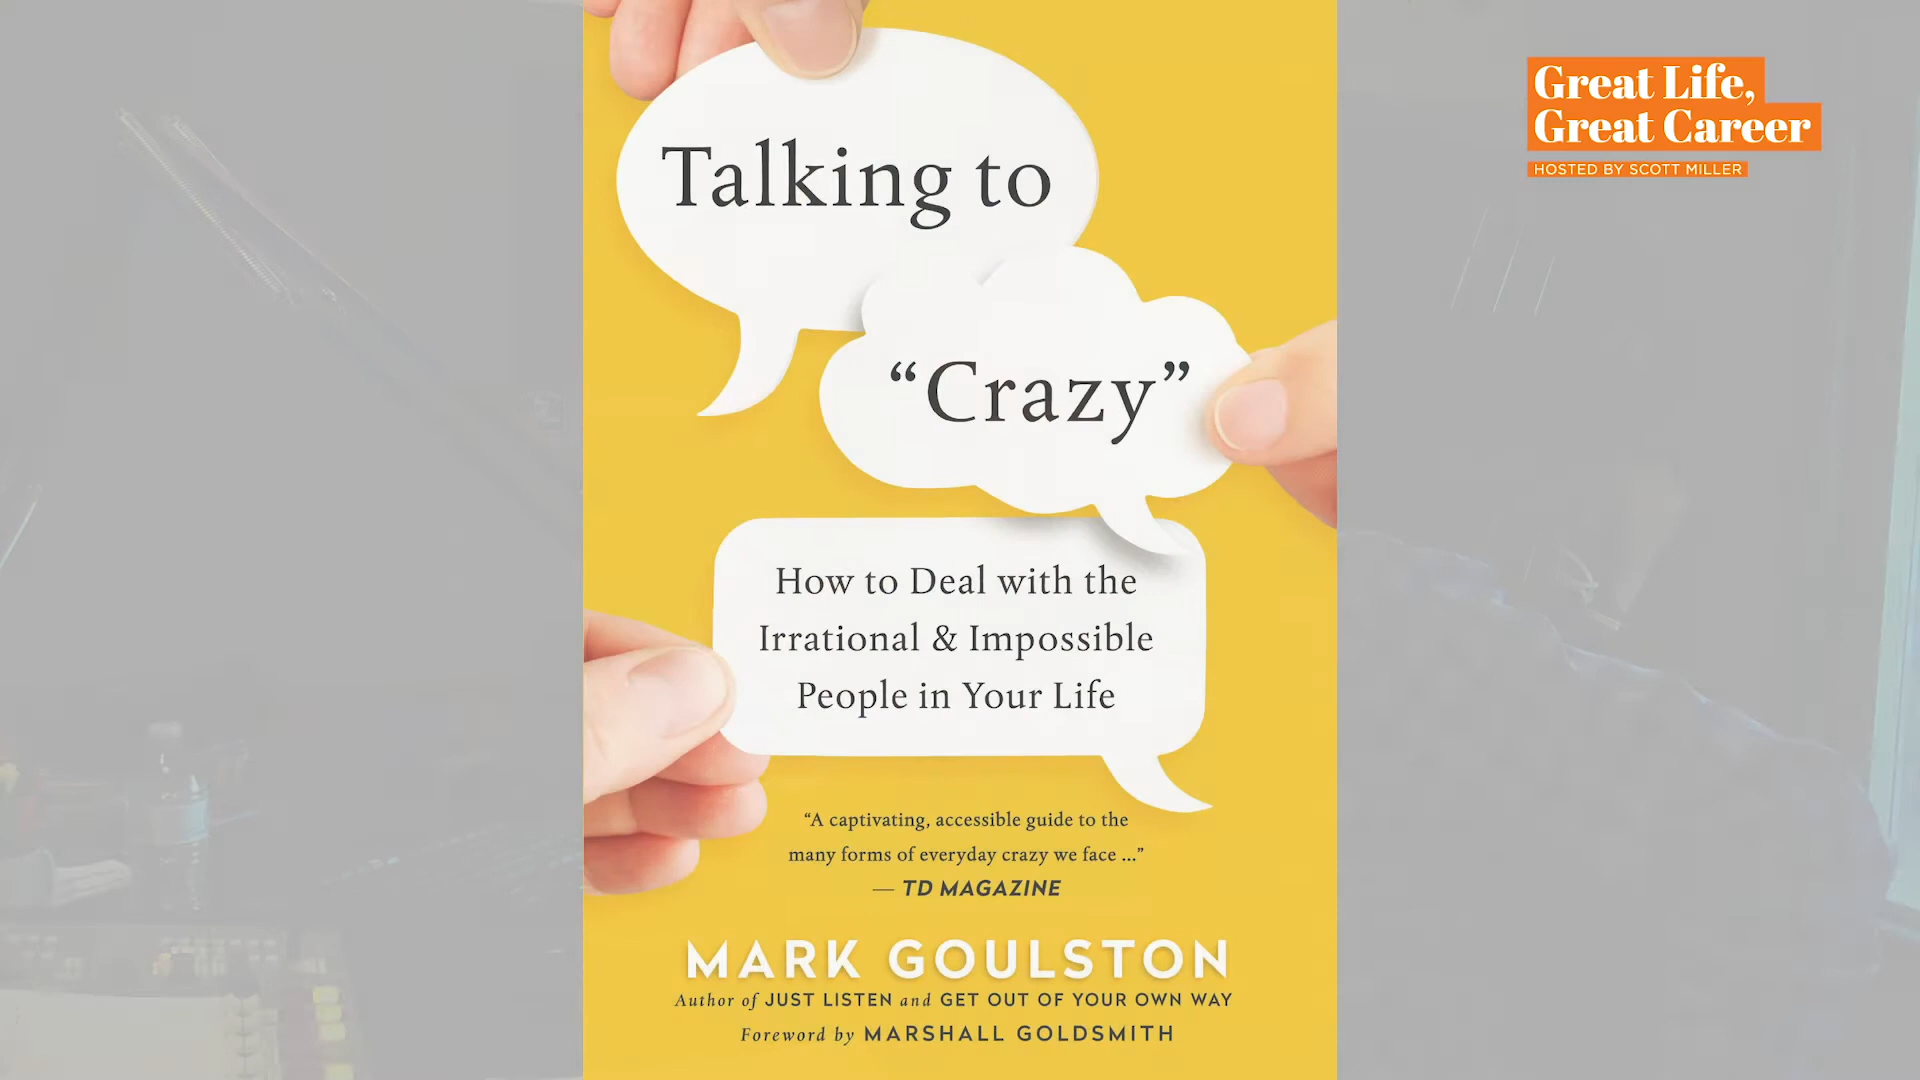 Talking to
“Crazy”
How to Deal with the
Irrational & Impossible
People in Your Life
“A captivating, accessible guide to the
many forms of everyday crazy we face ...”
— TD MAGAZINE
MARK GOULSTON
Author of JUST LISTEN and GET OUT OF YOUR OWN WAY
Foreword by MARSHALL GOLDSMITH
Great Life,
Great Career
HOSTED BY SCOTT MILLER